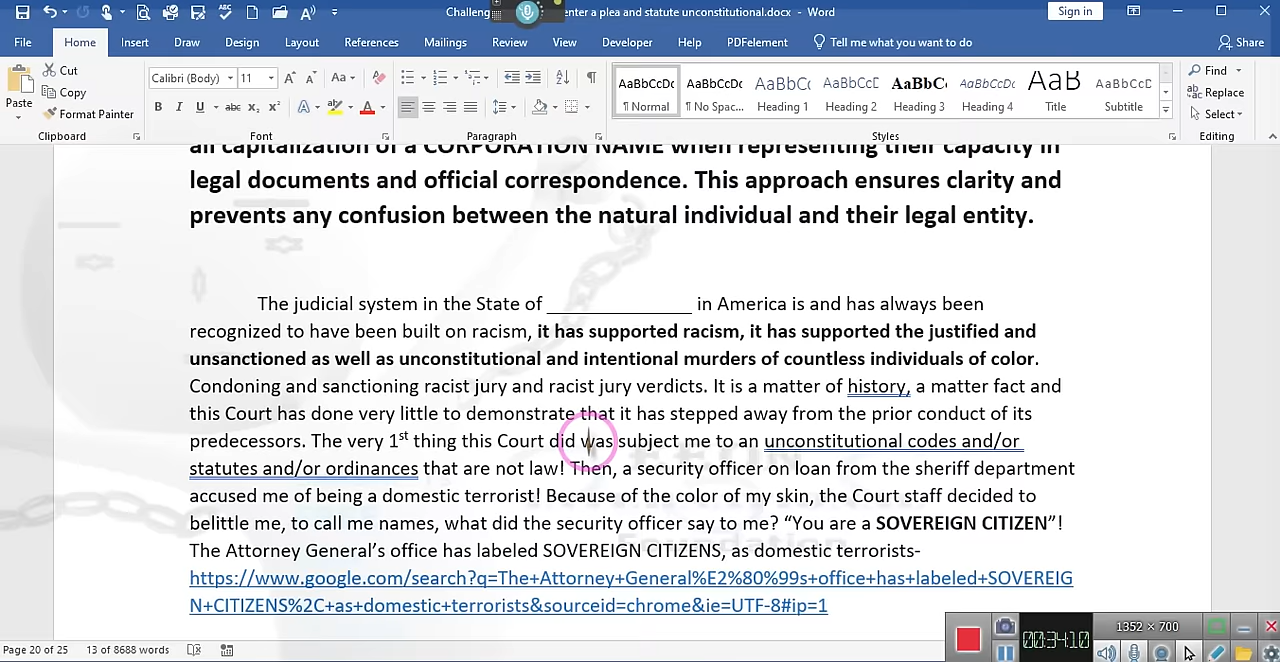 Challeng enter a plea and statute unconstitutional.docx - Word
Sign in
File Home Insert Draw Design Layout References Mailings Review View Developer Help PDFelement Tell me what you want to do Share
Cut
Copy
Format Painter
Paste
Calibri (Body) 11
Normal
No Spac...
Heading 1
Heading 2
Heading 3
Heading 4
Title
Subtitle
Find
Replace
Select
Clipboard Font Paragraph Styles Editing
all capitalization of a CORPORATION NAME when representing their capacity in
legal documents and official correspondence. This approach ensures clarity and
prevents any confusion between the natural individual and their legal entity.
The judicial system in the State of ______________ in America is and has always been
recognized to have been built on racism, it has supported racism, it has supported the justified and
unsanctioned as well as unconstitutional and intentional murders of countless individuals of color.
Condoning and sanctioning racist jury and racist jury verdicts. It is a matter of history, a matter fact and
this Court has done very little to demonstrate that it has stepped away from the prior conduct of its
predecessors. The very 1st thing this Court did was subject me to an unconstitutional codes and/or
statutes and/or ordinances that are not law! Then, a security officer on loan from the sheriff department
accused me of being a domestic terrorist! Because of the color of my skin, the Court staff decided to
belittle me, to call me names, what did the security officer say to me? “You are a SOVEREIGN CITIZEN”!
The Attorney General’s office has labeled SOVEREIGN CITIZENS, as domestic terrorists-
https://www.google.com/search?q=The+Attorney+General%E2%80%99s+office+has+labeled+SOVEREIG
N+CITIZENS%2C+as+domestic+terrorists&sourceid=chrome&ie=UTF-8#ip=1
Page 20 of 25 13 of 8688 words
00:34:10
1352 × 700